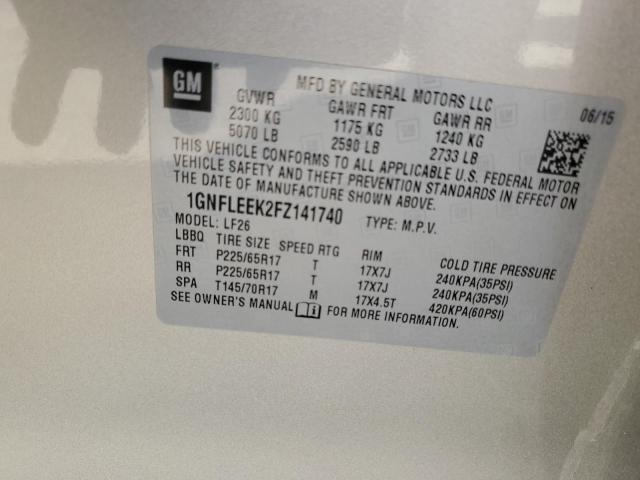 GM
MFD BY GENERAL MOTORS LLC
06/15
GVWR GAWR FRT GAWR RR
2300 KG 1175 KG 1240 KG
5070 LB 2590 LB 2733 LB
THIS VEHICLE CONFORMS TO ALL APPLICABLE U.S. FEDERAL MOTOR
VEHICLE SAFETY AND THEFT PREVENTION STANDARDS IN EFFECT ON
THE DATE OF MANUFACTURE SHOWN ABOVE.
1GNFLEEK2FZ141740 TYPE: M.P.V.
MODEL: LF26
LBBQ TIRE SIZE SPEED RTG RIM COLD TIRE PRESSURE
FRT P225/65R17 T 17X7J 240KPA(35PSI)
RR P225/65R17 T 17X7J 240KPA(35PSI)
SPA T145/70R17 M 17X4.5T 420KPA(60PSI)
SEE OWNER'S MANUAL FOR MORE INFORMATION.